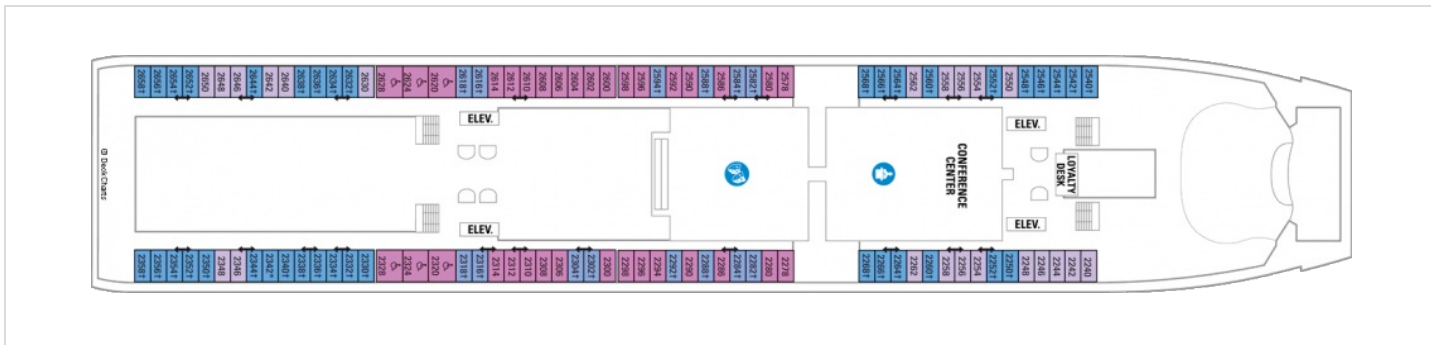 2658† 2656† 2654† 2652† 2650 2648 2646 2644† 2642 2640 2638† 2636† 2634† 2632† 2630 2628 2624 2620 2618† 2616† 2614 2612 2610 2608 2606 2604 2602 2600 2598 2596 2594† 2592 2590 2588† 2586 2584† 2582† 2580 2578
2568† 2566† 2564† 2562 2560† 2558 2556 2554 2552† 2550 2548† 2546† 2544† 2542† 2540†
ELEV.
ELEV.
CONFERENCE
CENTER
LOYALTY
DESK
© DeckCharts
ELEV.
ELEV.
2358† 2356† 2354† 2352† 2350† 2348 2346 2344† 2342^ 2340† 2338† 2336† 2334† 2332† 2330† 2328 2324 2320 2318† 2316† 2314 2312 2310 2308 2306 2304† 2302† 2300 2298 2296 2294 2292† 2290 2288† 2286 2284† 2282† 2280 2278
2268† 2266† 2264† 2262 2260† 2258 2256 2254 2252† 2250† 2248 2246 2244 2242 2240